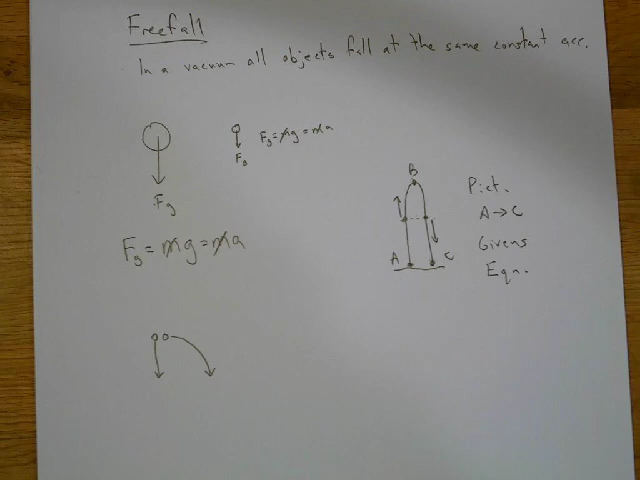 Freefall
In a vacuum all objects fall at the same constant acc.
Fg
Fg = mg = ma
Fg
Fg = mg = ma
B
A
C
Pict.
A→C
Givens
Eqn.